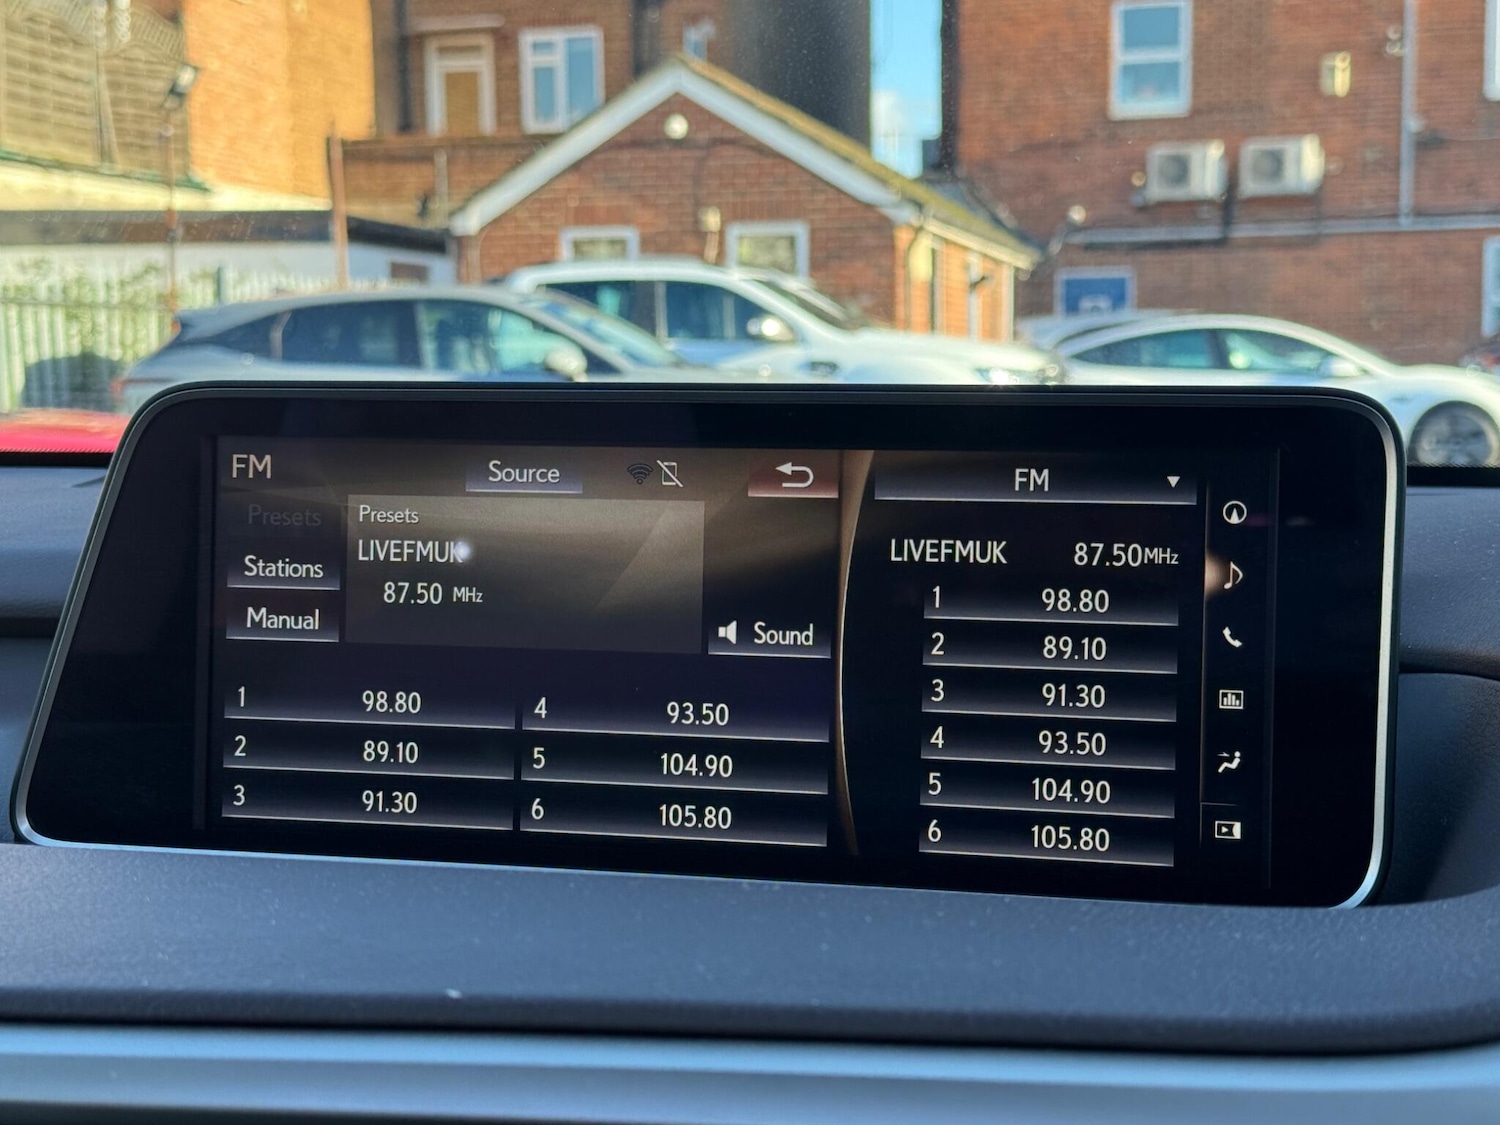 FM
Source
Presets
Stations
Manual
Presets
LIVEFMUK
87.50 MHz
Sound
1 98.80
2 89.10
3 91.30
4 93.50
5 104.90
6 105.80
FM
LIVEFMUK 87.50MHz
1 98.80
2 89.10
3 91.30
4 93.50
5 104.90
6 105.80